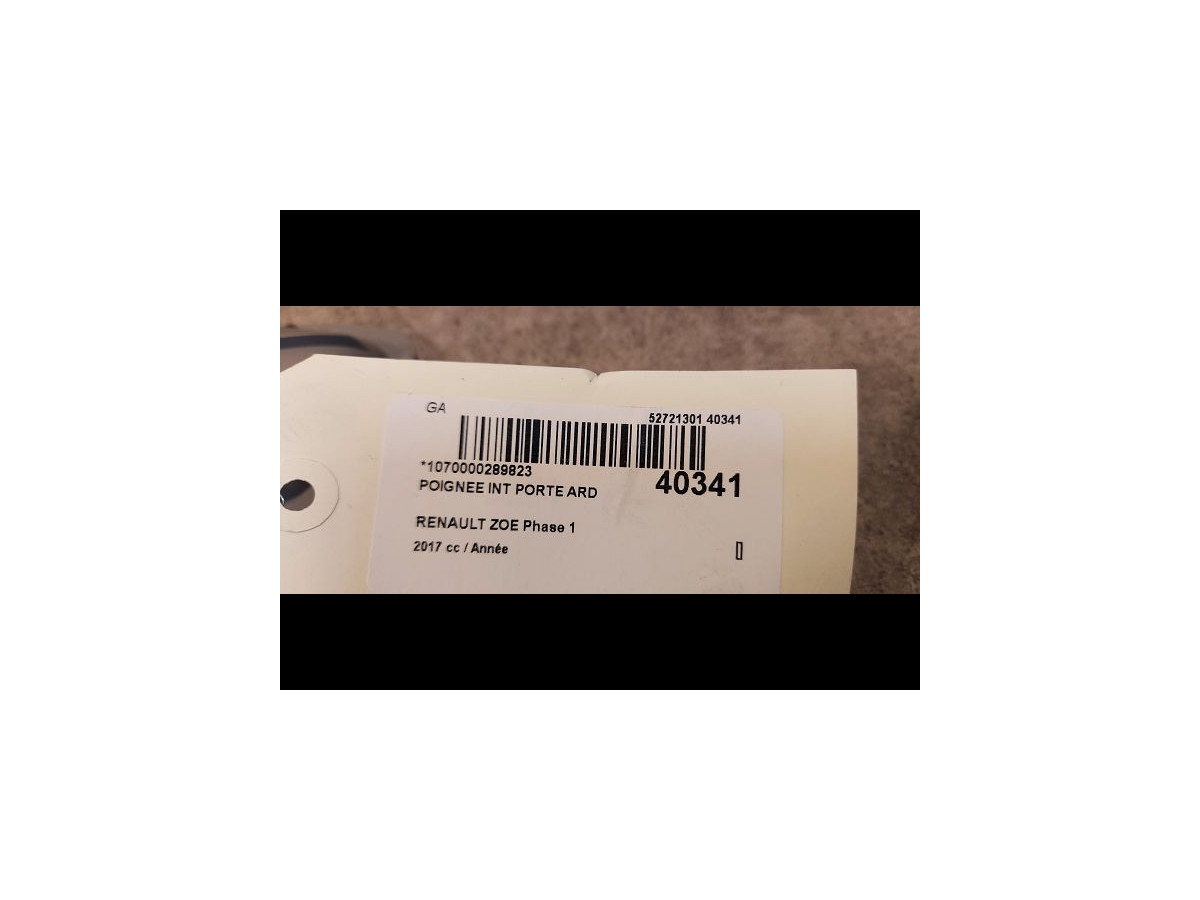 GA
52721301 40341
*1070000289823
40341
POIGNEE INT PORTE ARD
RENAULT ZOE Phase 1
2017 cc / Année